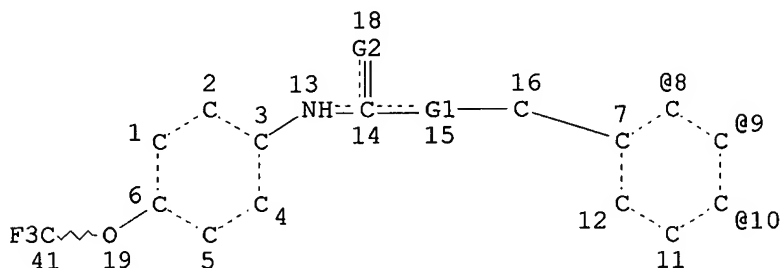 18
G2
2 13 16 @8
NH C G1 C
1 C 3 14 15 7 C C @9
C C C C
6 C C C C
F3C O C 4 12 C C @10
41 19 5 11